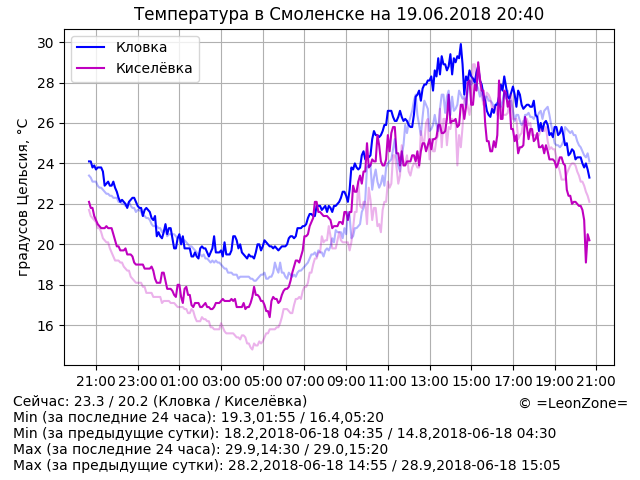 Температура в Смоленске на 19.06.2018 20:40
Кловка
Киселёвка
градусов Цельсия, °C
30
28
26
24
22
20
18
16
21:00 23:00 01:00 03:00 05:00 07:00 09:00 11:00 13:00 15:00 17:00 19:00 21:00
Сейчас: 23.3 / 20.2 (Кловка / Киселёвка)
© =LeonZone=
Min (за последние 24 часа): 19.3,01:55 / 16.4,05:20
Min (за предыдущие сутки): 18.2,2018-06-18 04:35 / 14.8,2018-06-18 04:30
Max (за последние 24 часа): 29.9,14:30 / 29.0,15:20
Max (за предыдущие сутки): 28.2,2018-06-18 14:55 / 28.9,2018-06-18 15:05